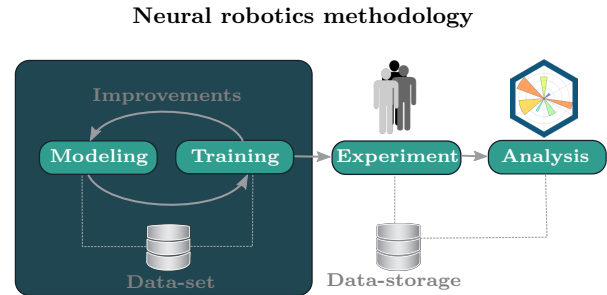 Neural robotics methodology
Improvements
Modeling
Training
Experiment
Analysis
Data-set
Data-storage